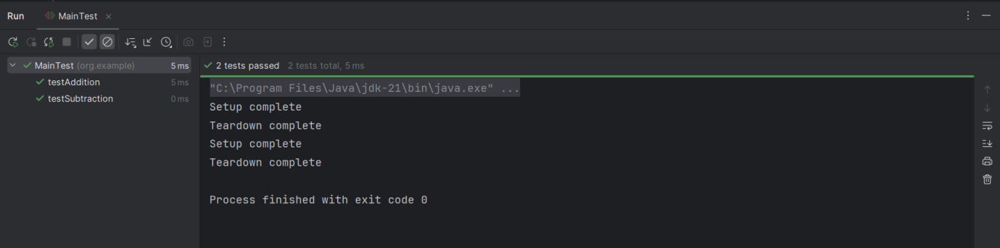 Run MainTest
MainTest (org.example) 5 ms
testAddition 5 ms
testSubtraction 0 ms
2 tests passed 2 tests total, 5 ms
"C:\Program Files\Java\jdk-21\bin\java.exe" ...
Setup complete
Teardown complete
Setup complete
Teardown complete
Process finished with exit code 0